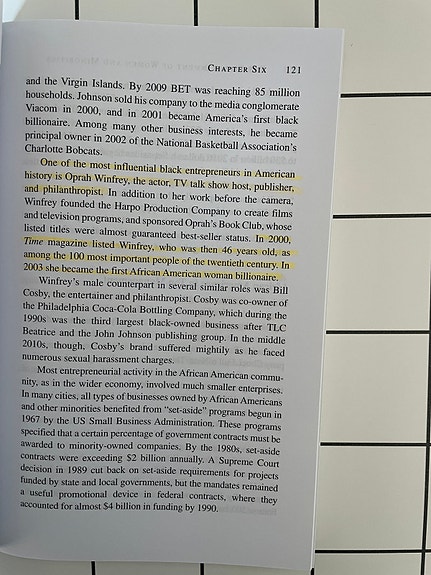 CHAPTER SIX 121
and the Virgin Islands. By 2009 BET was reaching 85 million
households. Johnson sold his company to the media conglomerate
Viacom in 2000, and in 2001 became America's first black
billionaire. Among many other business interests, he became
principal owner in 2002 of the National Basketball Association's
Charlotte Bobcats.
One of the most influential black entrepreneurs in American
history is Oprah Winfrey, the actor, TV talk show host, publisher,
and philanthropist. In addition to her work before the camera,
Winfrey founded the Harpo Production Company to create films
and television programs, and sponsored Oprah's Book Club, whose
listed titles were almost guaranteed best-seller status. In 2000,
Time magazine listed Winfrey, who was then 46 years old, as
among the 100 most important people of the twentieth century. In
2003 she became the first African American woman billionaire.
Winfrey's male counterpart in several similar roles was Bill
Cosby, the entertainer and philanthropist. Cosby was co-owner of
the Philadelphia Coca-Cola Bottling Company, which during the
1990s was the third largest black-owned business after TLC
Beatrice and the John Johnson publishing group. In the middle
2010s, though, Cosby's brand suffered mightily as he faced
numerous sexual harassment charges.
Most entrepreneurial activity in the African American commu-
nity, as in the wider economy, involved much smaller enterprises.
In many cities, all types of businesses owned by African Americans
and other minorities benefited from "set-aside" programs begun in
1967 by the US Small Business Administration. These programs
specified that a certain percentage of government contracts must be
awarded to minority-owned companies. By the 1980s, set-aside
contracts were exceeding $2 billion annually. A Supreme Court
decision in 1989 cut back on set-aside requirements for projects
funded by state and local governments, but the mandates remained
a useful promotional device in federal contracts, where they
accounted for almost $4 billion in funding by 1990.